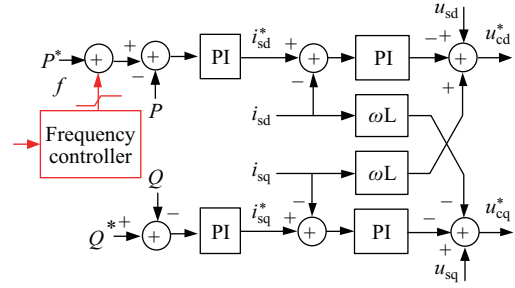 u_sd
P* + + + − PI i*_sd + + − PI − + + u*_cd
f P − +
i_sd ωL
Frequency
controller
Q i_sq ωL
− − −
Q* + + − PI i*_sq + + − PI − + u*_cq
+
u_sq